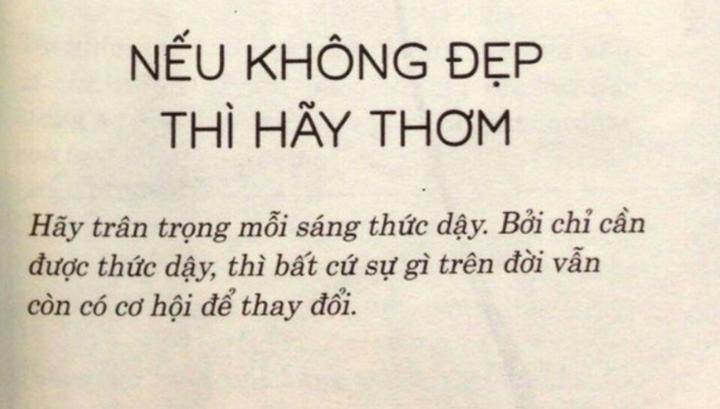 NẾU KHÔNG ĐẸP
THÌ HÃY THƠM
Hãy trân trọng mỗi sáng thức dậy. Bởi chỉ cần
được thức dậy, thì bất cứ sự gì trên đời vẫn
còn có cơ hội để thay đổi.